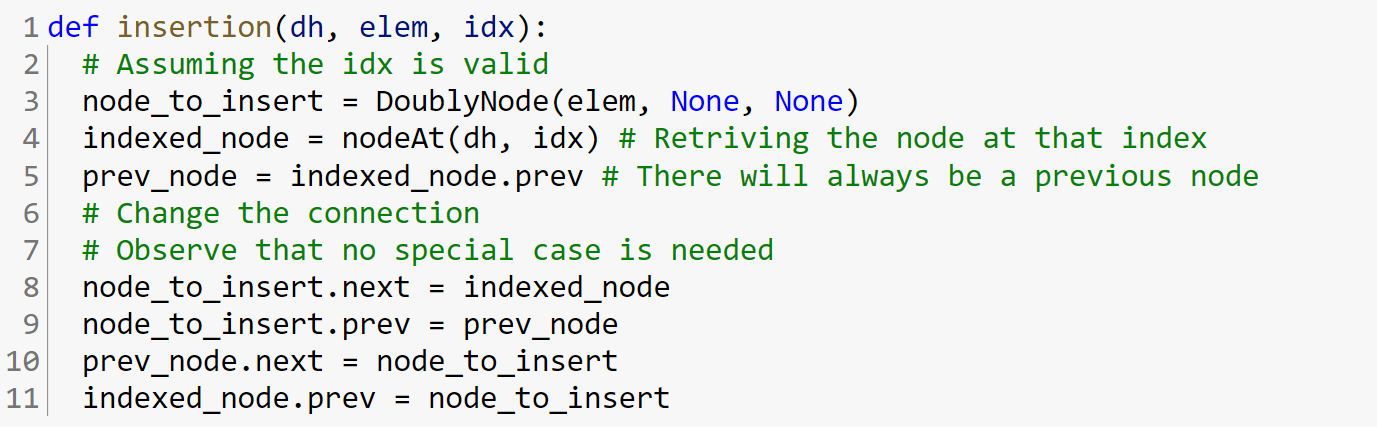 1 def insertion(dh, elem, idx):
2   # Assuming the idx is valid
3   node_to_insert = DoublyNode(elem, None, None)
4   indexed_node = nodeAt(dh, idx) # Retriving the node at that index
5   prev_node = indexed_node.prev # There will always be a previous node
6   # Change the connection
7   # Observe that no special case is needed
8   node_to_insert.next = indexed_node
9   node_to_insert.prev = prev_node
10   prev_node.next = node_to_insert
11   indexed_node.prev = node_to_insert